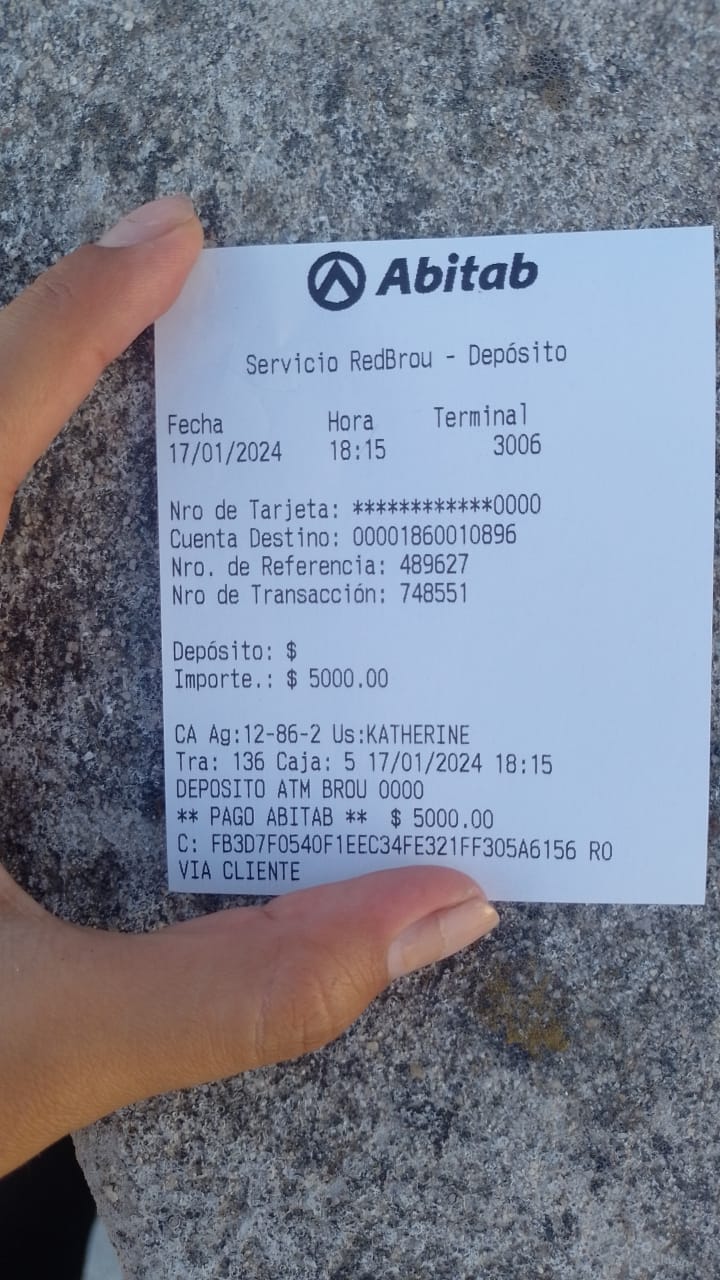 Abitab
Servicio RedBrou - Depósito
Fecha Hora Terminal
17/01/2024 18:15 3006
Nro de Tarjeta: ************0000
Cuenta Destino: 00001860010896
Nro. de Referencia: 489627
Nro de Transacción: 748551
Depósito: $
Importe.: $ 5000.00
CA Ag:12-86-2 Us:KATHERINE
Tra: 136 Caja: 5 17/01/2024 18:15
DEPOSITO ATM BROU 0000
** PAGO ABITAB ** $ 5000.00
C: FB3D7F0540F1EEC34FE321FF305A6156 RO
VIA CLIENTE